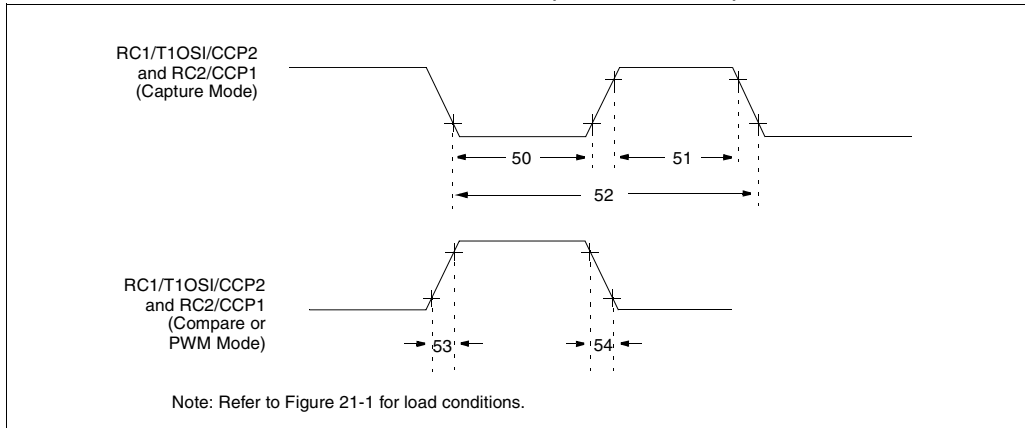 RC1/T1OSI/CCP2
and RC2/CCP1
(Capture Mode)
50
51
52
RC1/T1OSI/CCP2
and RC2/CCP1
(Compare or
PWM Mode)
53
54
Note: Refer to Figure 21-1 for load conditions.